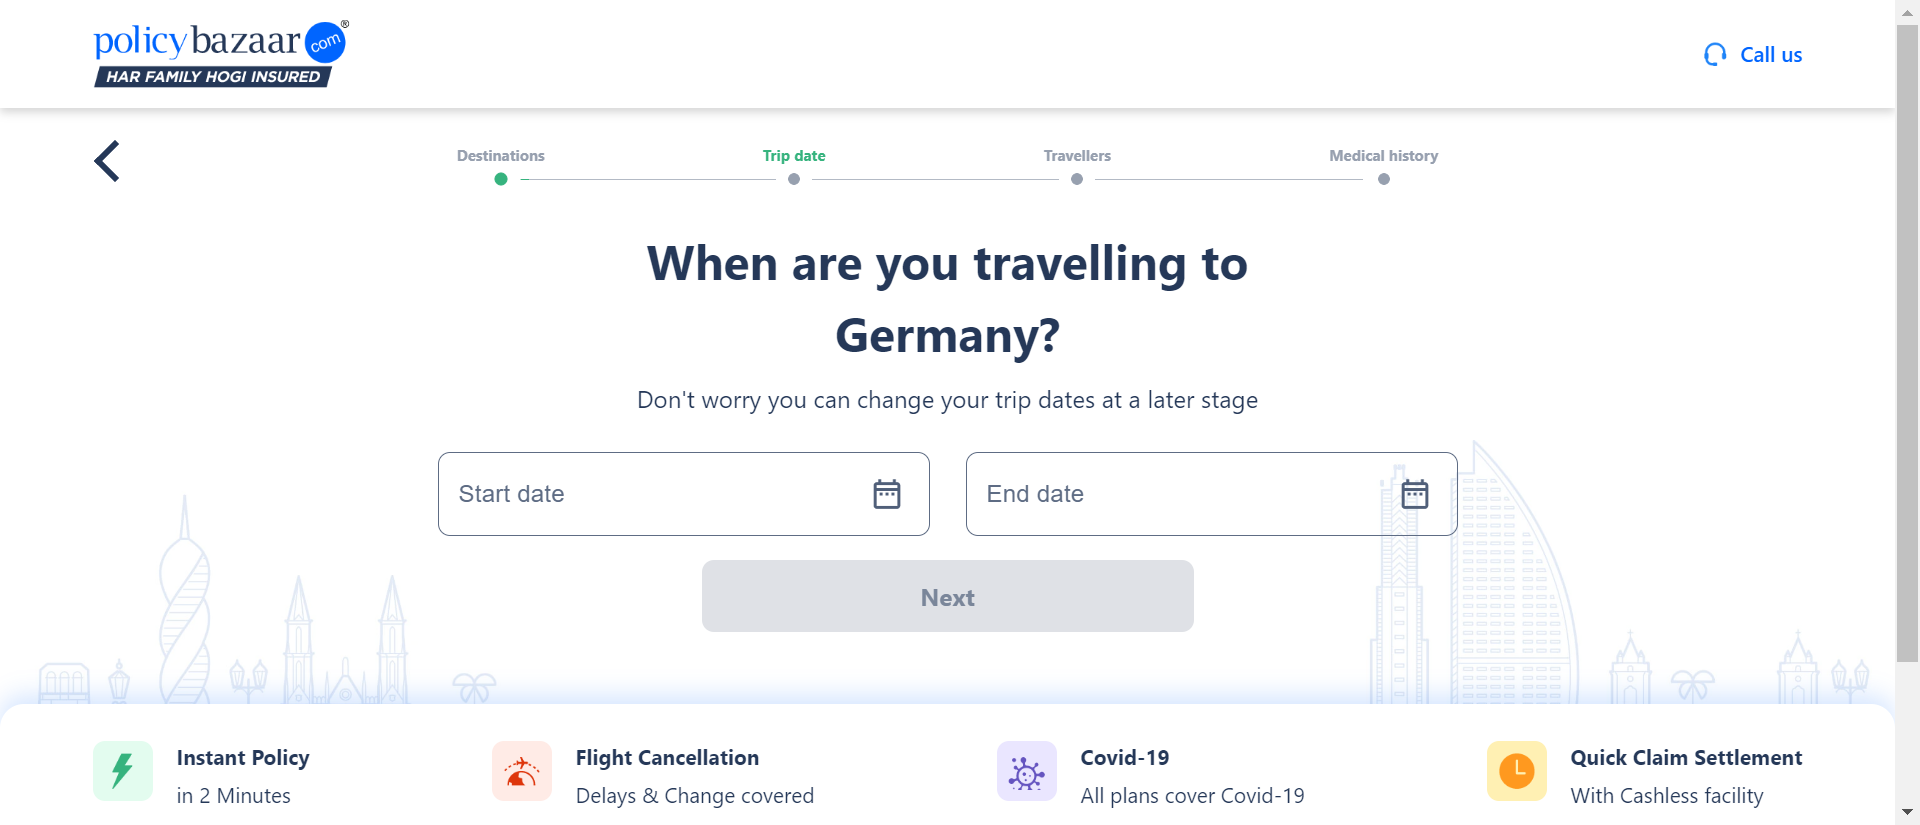 policybazaar com ®
HAR FAMILY HOGI INSURED
Call us
Destinations
Trip date
Travellers
Medical history
When are you travelling to
Germany?
Don't worry you can change your trip dates at a later stage
Start date
End date
Next
Instant Policy
in 2 Minutes
Flight Cancellation
Delays & Change covered
Covid-19
All plans cover Covid-19
Quick Claim Settlement
With Cashless facility